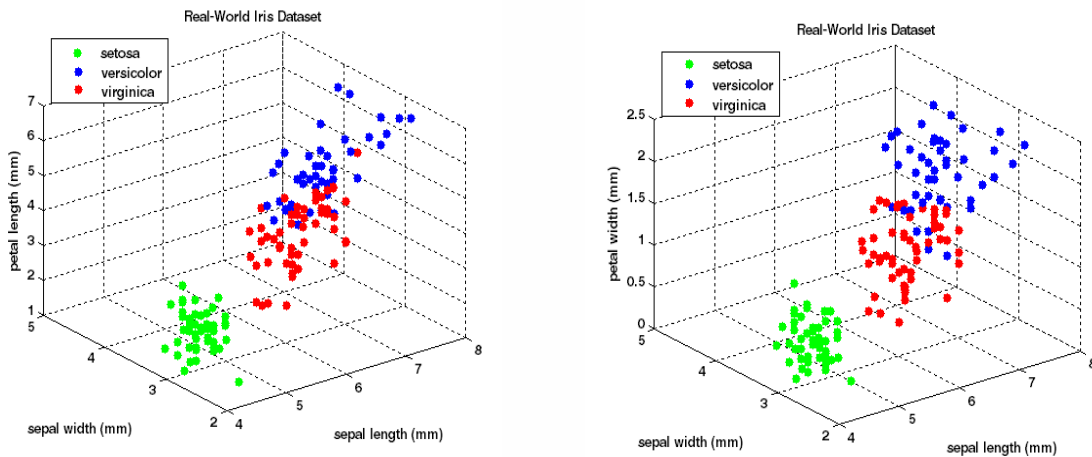 Real-World Iris Dataset
setosa
versicolor
virginica
7
6
5
4
3
2
1
petal length (mm)
5
4
3
2
sepal width (mm)
4
5
6
7
8
sepal length (mm)
Real-World Iris Dataset
setosa
versicolor
virginica
2.5
2
1.5
1
0.5
0
petal width (mm)
5
4
3
2
sepal width (mm)
4
5
6
7
8
sepal length (mm)